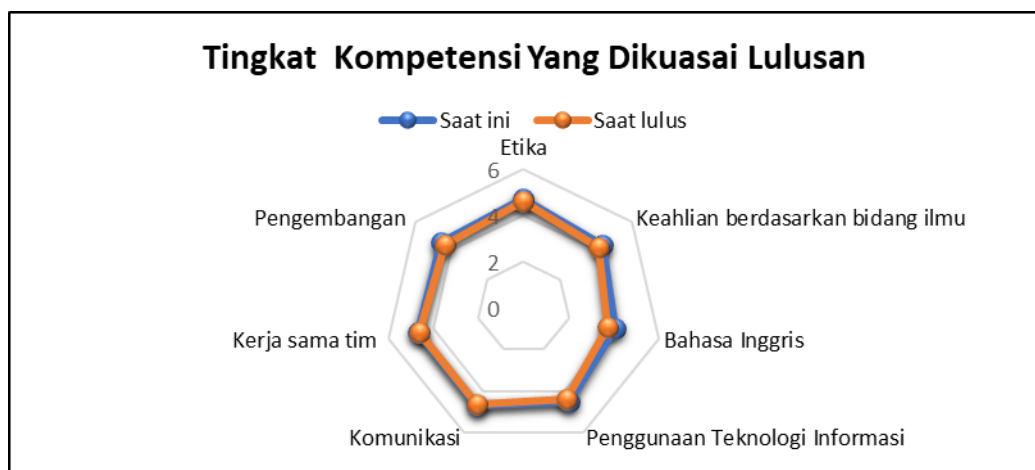 Tingkat Kompetensi Yang Dikuasai Lulusan
Saat ini
Saat lulus
Etika
6
4
2
0
Keahlian berdasarkan bidang ilmu
Bahasa Inggris
Penggunaan Teknologi Informasi
Komunikasi
Kerja sama tim
Pengembangan